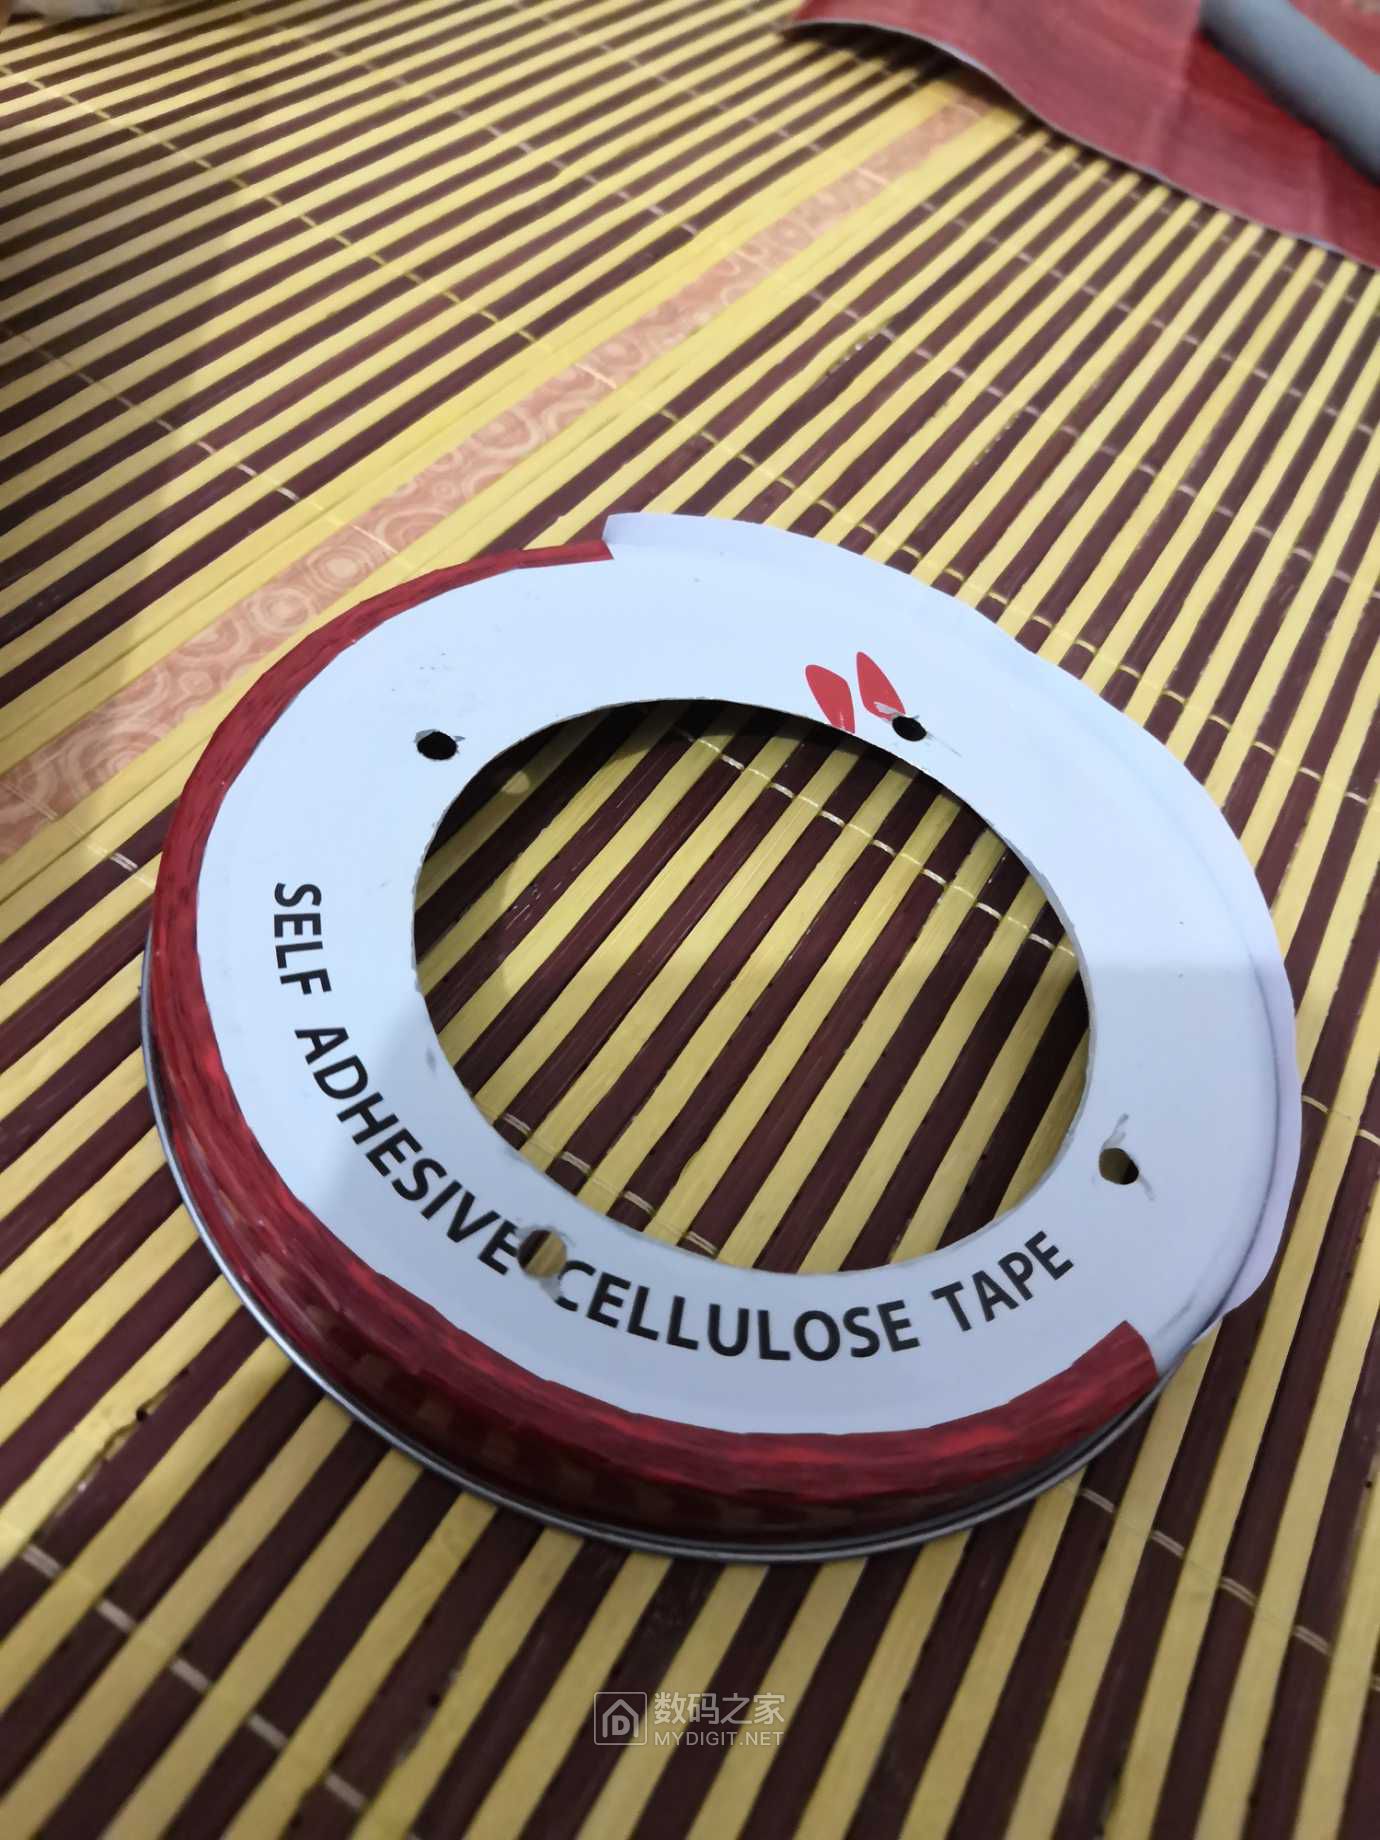 SELF ADHESIVE CELLULOSE TAPE
数码之家
MYDIGIT.NET